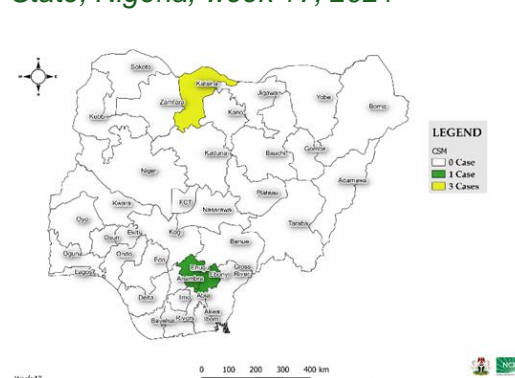 State, Nigeria, week 17, 2021
Sokoto
Katsina
Zamfara
Jigawa
Yobe
Borno
Kebbi
Kano
Kaduna
Bauchi
Gombe
Niger
Adamawa
Plateau
Kwara
FCT
Nasarawa
Oyo
Taraba
Ekiti
Kogi
Osun
Benue
Ogun
Ondo
Edo
Enugu
Lagos
Ebonyi
Cross
River
Anambra
Delta
Imo
Abia
Akwa
Ibom
Bayelsa
Rivers
LEGEND
CSM
0 Case
1 Case
3 Cases
0 100 200 300 400 km